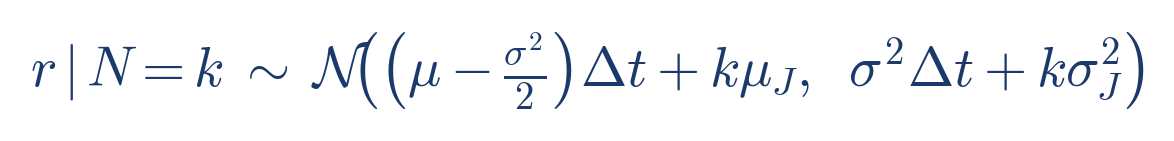 r | N = k ∼ 𝒩((μ − σ²/2)Δt + kμ_J, σ²Δt + kσ_J²)